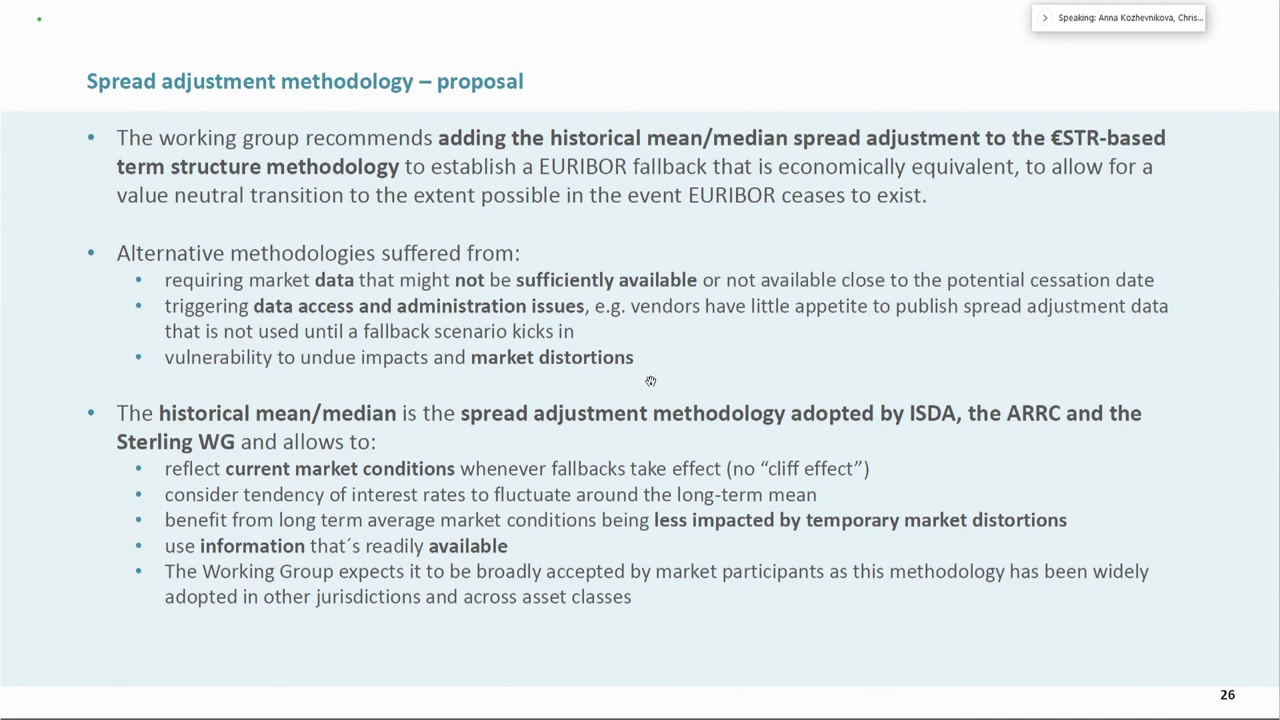 Speaking: Anna Kozhevnikova, Chris...
Spread adjustment methodology – proposal
• The working group recommends adding the historical mean/median spread adjustment to the €STR-based
term structure methodology to establish a EURIBOR fallback that is economically equivalent, to allow for a
value neutral transition to the extent possible in the event EURIBOR ceases to exist.
• Alternative methodologies suffered from:
• requiring market data that might not be sufficiently available or not available close to the potential cessation date
• triggering data access and administration issues, e.g. vendors have little appetite to publish spread adjustment data
that is not used until a fallback scenario kicks in
• vulnerability to undue impacts and market distortions
• The historical mean/median is the spread adjustment methodology adopted by ISDA, the ARRC and the
Sterling WG and allows to:
• reflect current market conditions whenever fallbacks take effect (no “cliff effect”)
• consider tendency of interest rates to fluctuate around the long-term mean
• benefit from long term average market conditions being less impacted by temporary market distortions
• use information that´s readily available
• The Working Group expects it to be broadly accepted by market participants as this methodology has been widely
adopted in other jurisdictions and across asset classes
26